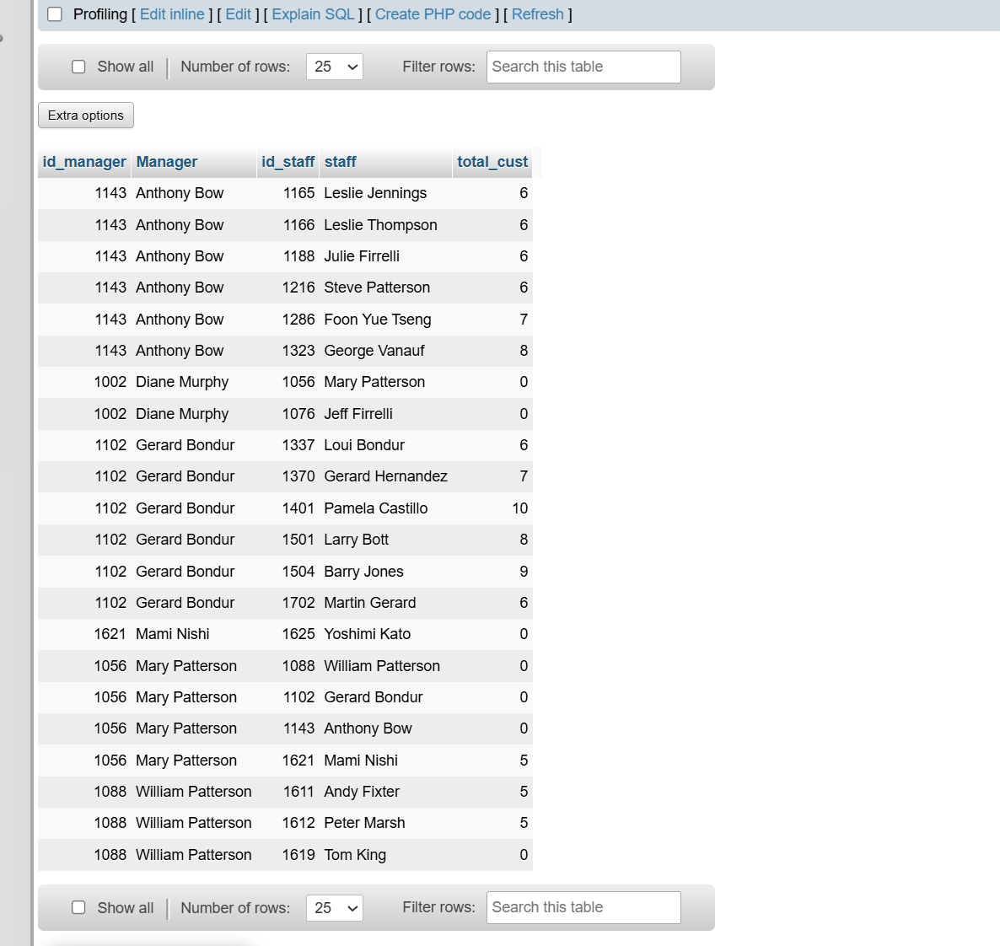 Profiling [ Edit inline ] [ Edit ] [ Explain SQL ] [ Create PHP code ] [ Refresh ]
Show all | Number of rows: 25 Filter rows: Search this table
Extra options
id_manager Manager id_staff staff total_cust
1143 Anthony Bow 1165 Leslie Jennings 6
1143 Anthony Bow 1166 Leslie Thompson 6
1143 Anthony Bow 1188 Julie Firrelli 6
1143 Anthony Bow 1216 Steve Patterson 6
1143 Anthony Bow 1286 Foon Yue Tseng 7
1143 Anthony Bow 1323 George Vanauf 8
1002 Diane Murphy 1056 Mary Patterson 0
1002 Diane Murphy 1076 Jeff Firrelli 0
1102 Gerard Bondur 1337 Loui Bondur 6
1102 Gerard Bondur 1370 Gerard Hernandez 7
1102 Gerard Bondur 1401 Pamela Castillo 10
1102 Gerard Bondur 1501 Larry Bott 8
1102 Gerard Bondur 1504 Barry Jones 9
1102 Gerard Bondur 1702 Martin Gerard 6
1621 Mami Nishi 1625 Yoshimi Kato 0
1056 Mary Patterson 1088 William Patterson 0
1056 Mary Patterson 1102 Gerard Bondur 0
1056 Mary Patterson 1143 Anthony Bow 0
1056 Mary Patterson 1621 Mami Nishi 5
1088 William Patterson 1611 Andy Fixter 5
1088 William Patterson 1612 Peter Marsh 5
1088 William Patterson 1619 Tom King 0
Show all | Number of rows: 25 Filter rows: Search this table